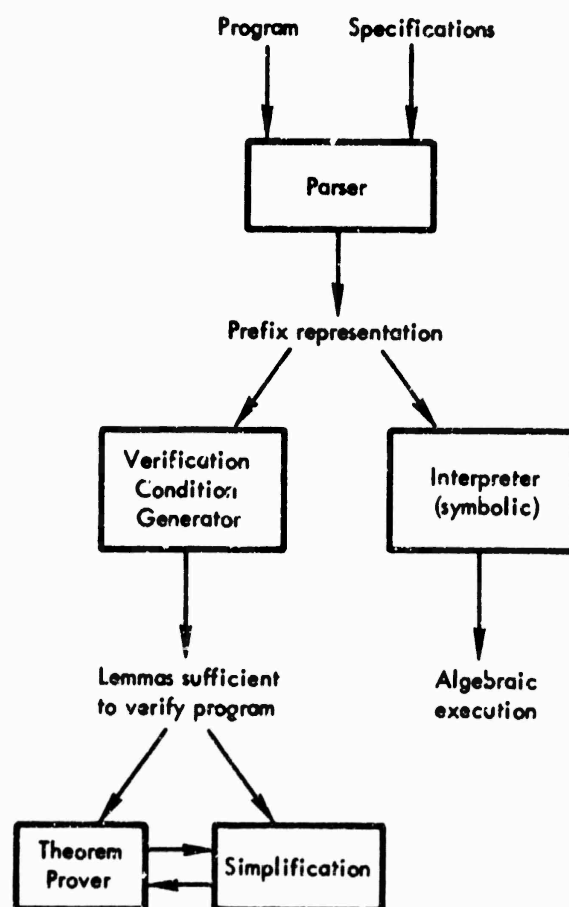 Program Specifications
Parser
Prefix representation
Verification
Condition
Generator
Interpreter
(symbolic)
Lemmas sufficient
to verify program
Algebraic
execution
Theorem
Prover
Simplification